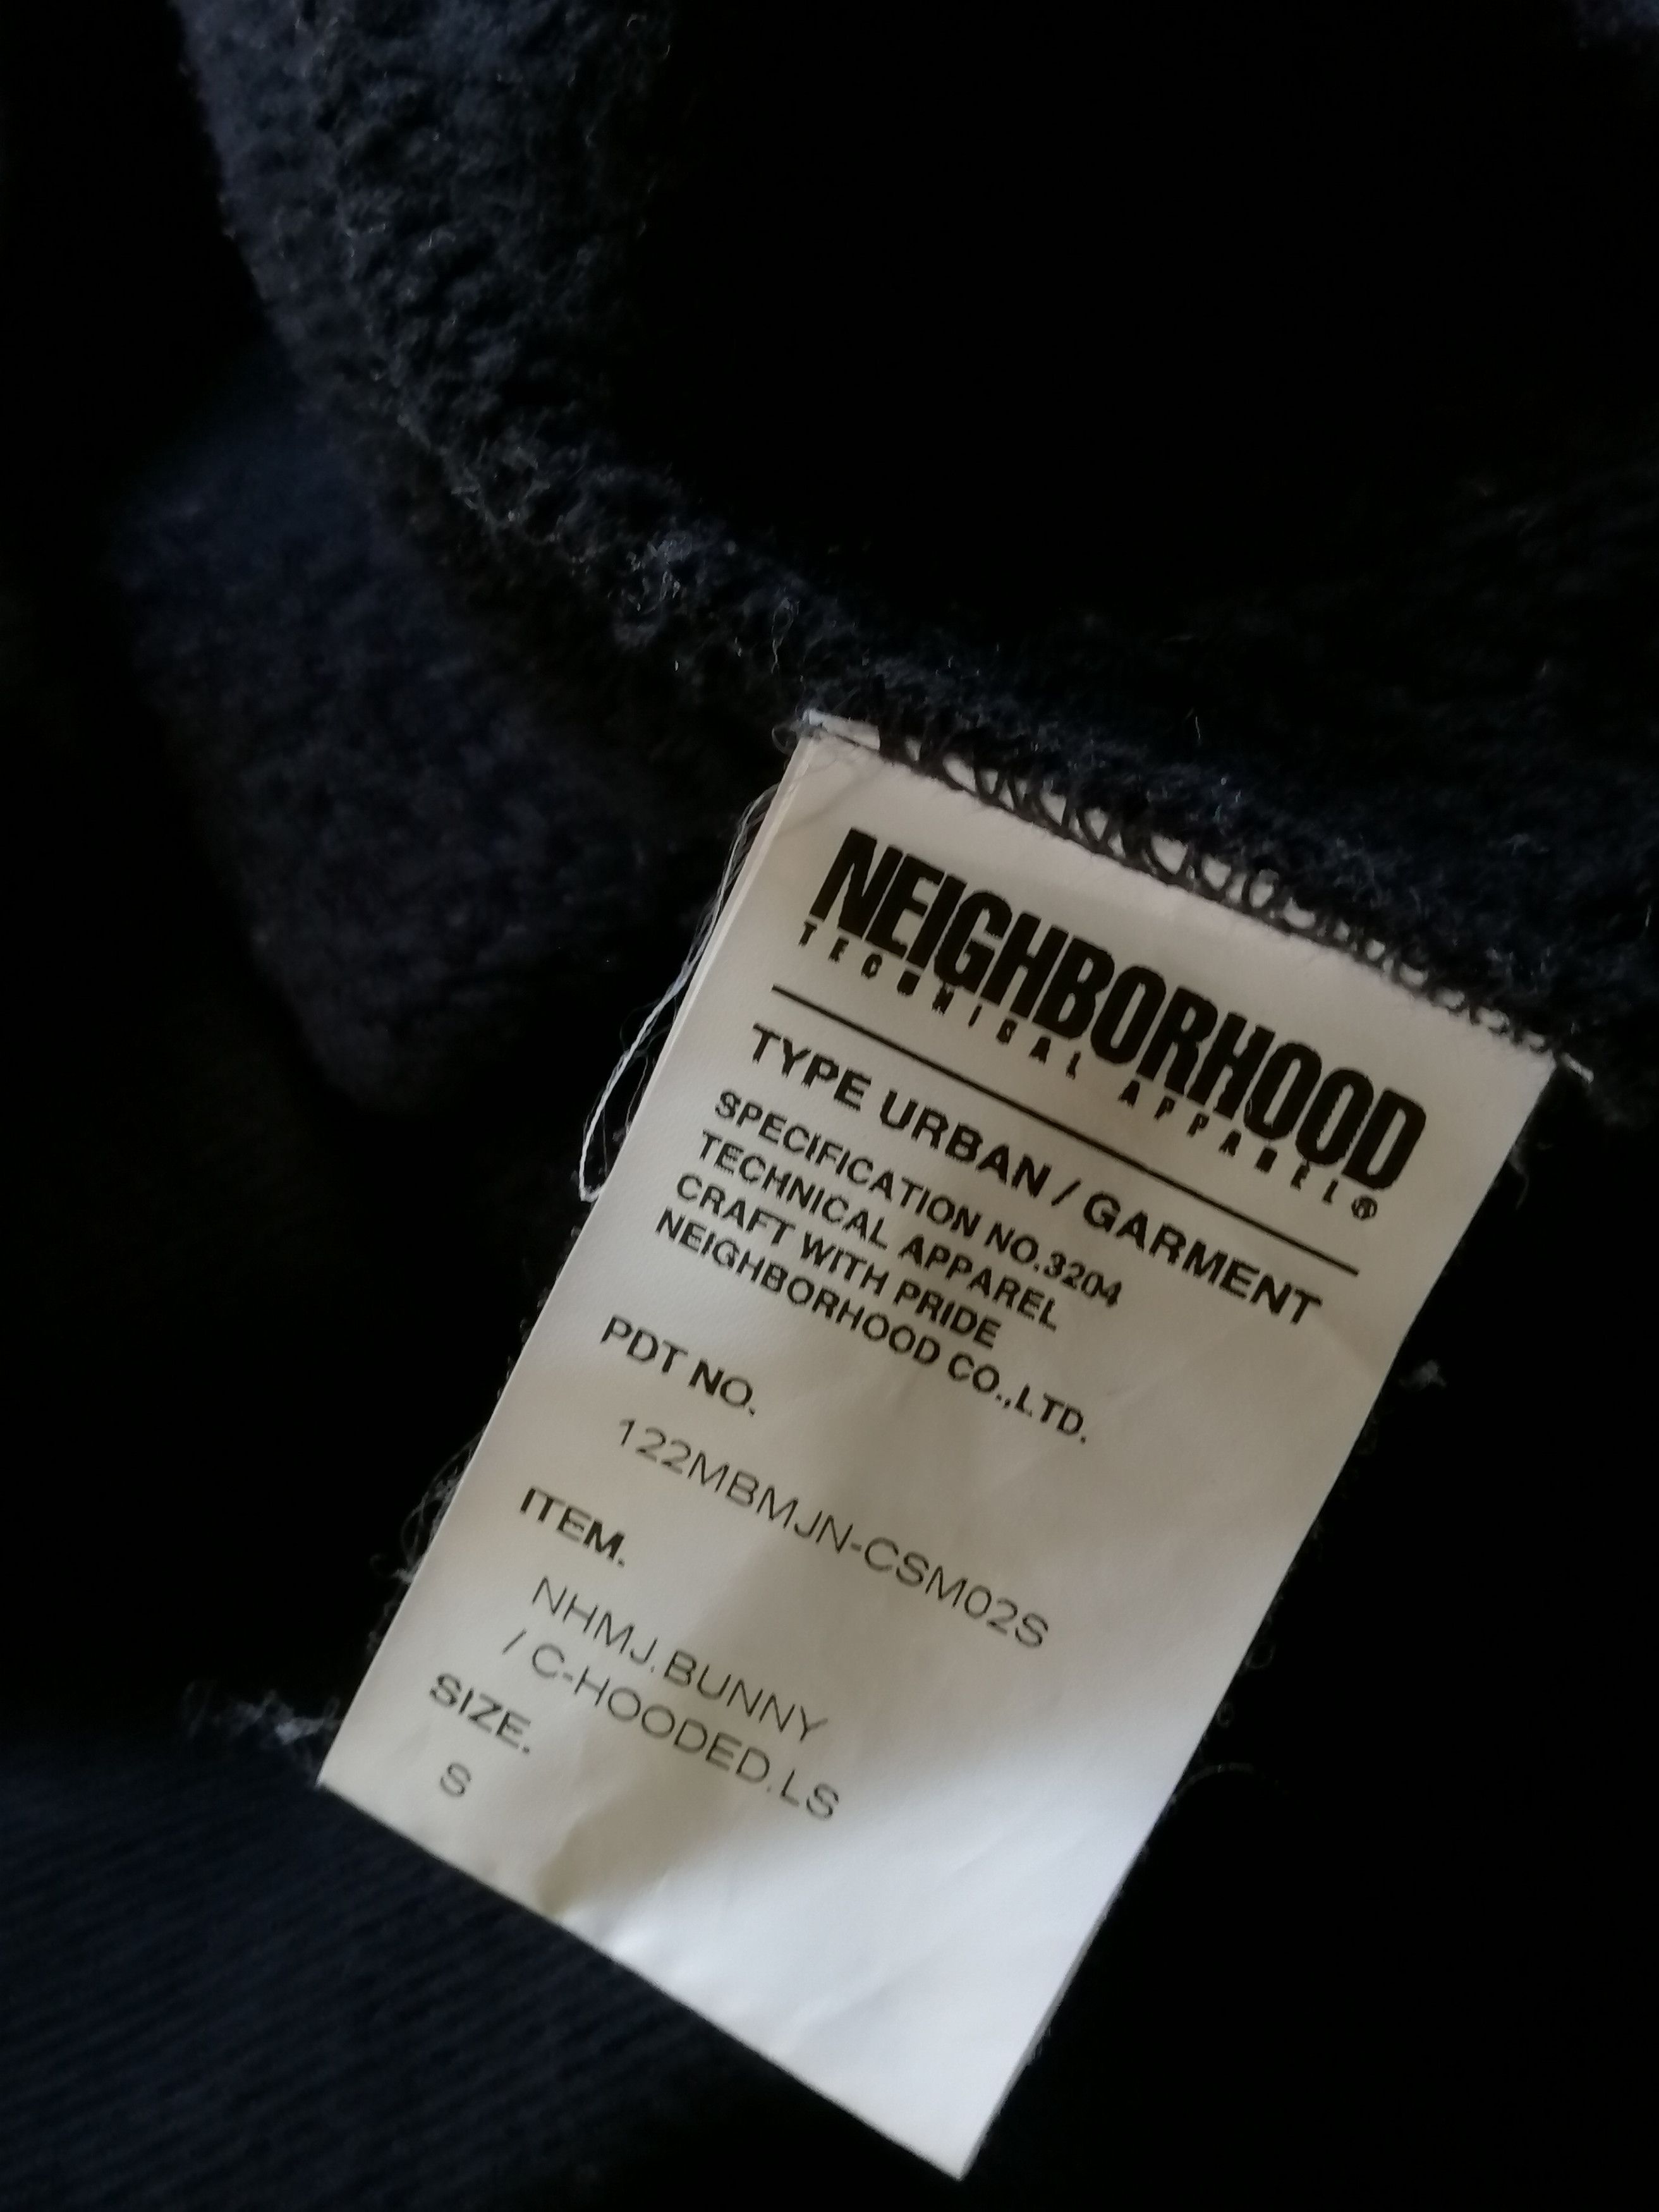 NEIGHBORHOOD
TECHNICAL APPAREL®
TYPE URBAN / GARMENT
SPECIFICATION NO.3204
TECHNICAL APPAREL
CRAFT WITH PRIDE
NEIGHBORHOOD CO.,LTD.
PDT NO.
122MBMJN-CSM02S
ITEM.
NHMJ.BUNNY
/ C-HOODED.LS
SIZE.
S